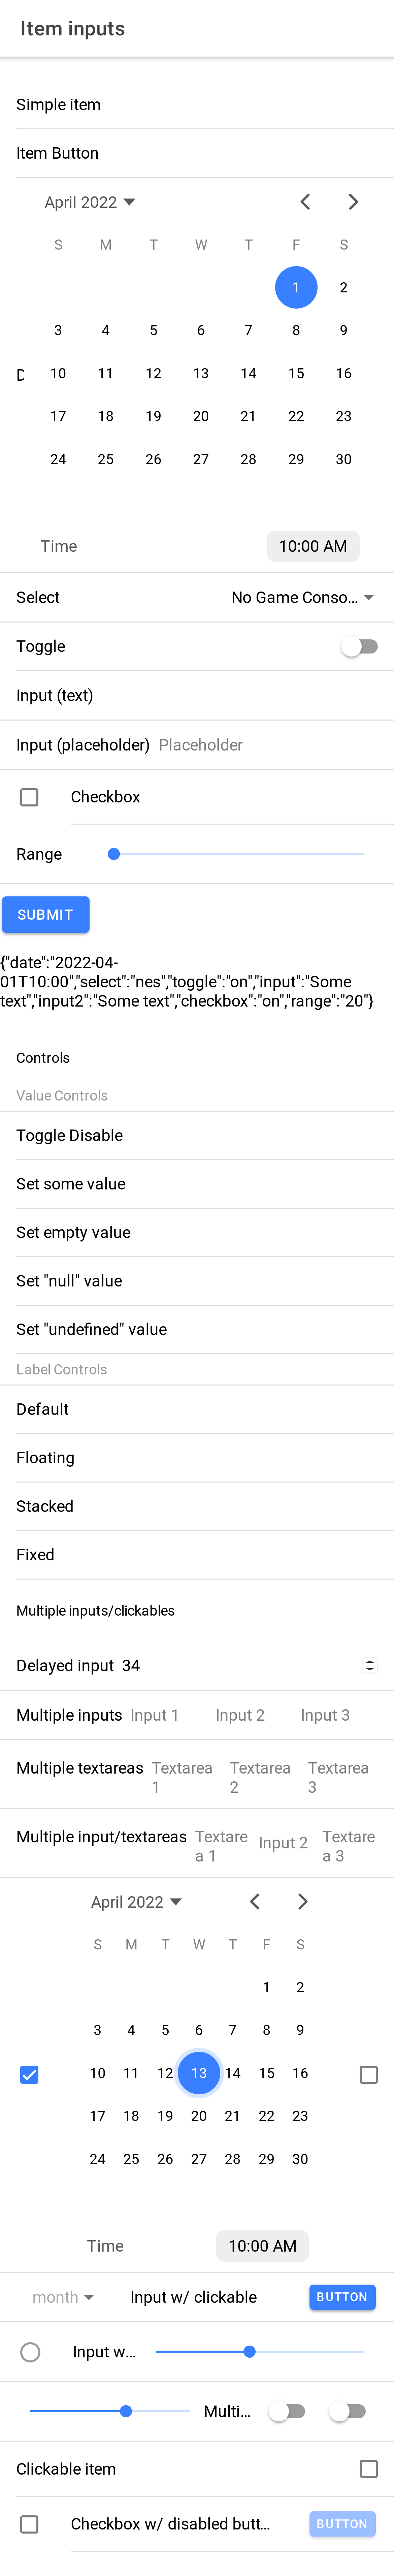 Item inputs
Simple item
Item Button
April 2022
S M T W T F S
1 2
3 4 5 6 7 8 9
D 10 11 12 13 14 15 16
17 18 19 20 21 22 23
24 25 26 27 28 29 30
Time 10:00 AM
Select No Game Conso...
Toggle
Input (text)
Input (placeholder) Placeholder
Checkbox
Range
SUBMIT
{"date":"2022-04-
01T10:00","select":"nes","toggle":"on","input":"Some
text","input2":"Some text","checkbox":"on","range":"20"}
Controls
Value Controls
Toggle Disable
Set some value
Set empty value
Set "null" value
Set "undefined" value
Label Controls
Default
Floating
Stacked
Fixed
Multiple inputs/clickables
Delayed input 34
Multiple inputs Input 1 Input 2 Input 3
Multiple textareas Textarea Textarea Textarea
1 2 3
Multiple input/textareas Textare Input 2 Textare
a 1 a 3
April 2022
S M T W T F S
1 2
3 4 5 6 7 8 9
10 11 12 13 14 15 16
17 18 19 20 21 22 23
24 25 26 27 28 29 30
Time 10:00 AM
month Input w/ clickable BUTTON
Input w...
Multi...
Clickable item
Checkbox w/ disabled butt... BUTTON